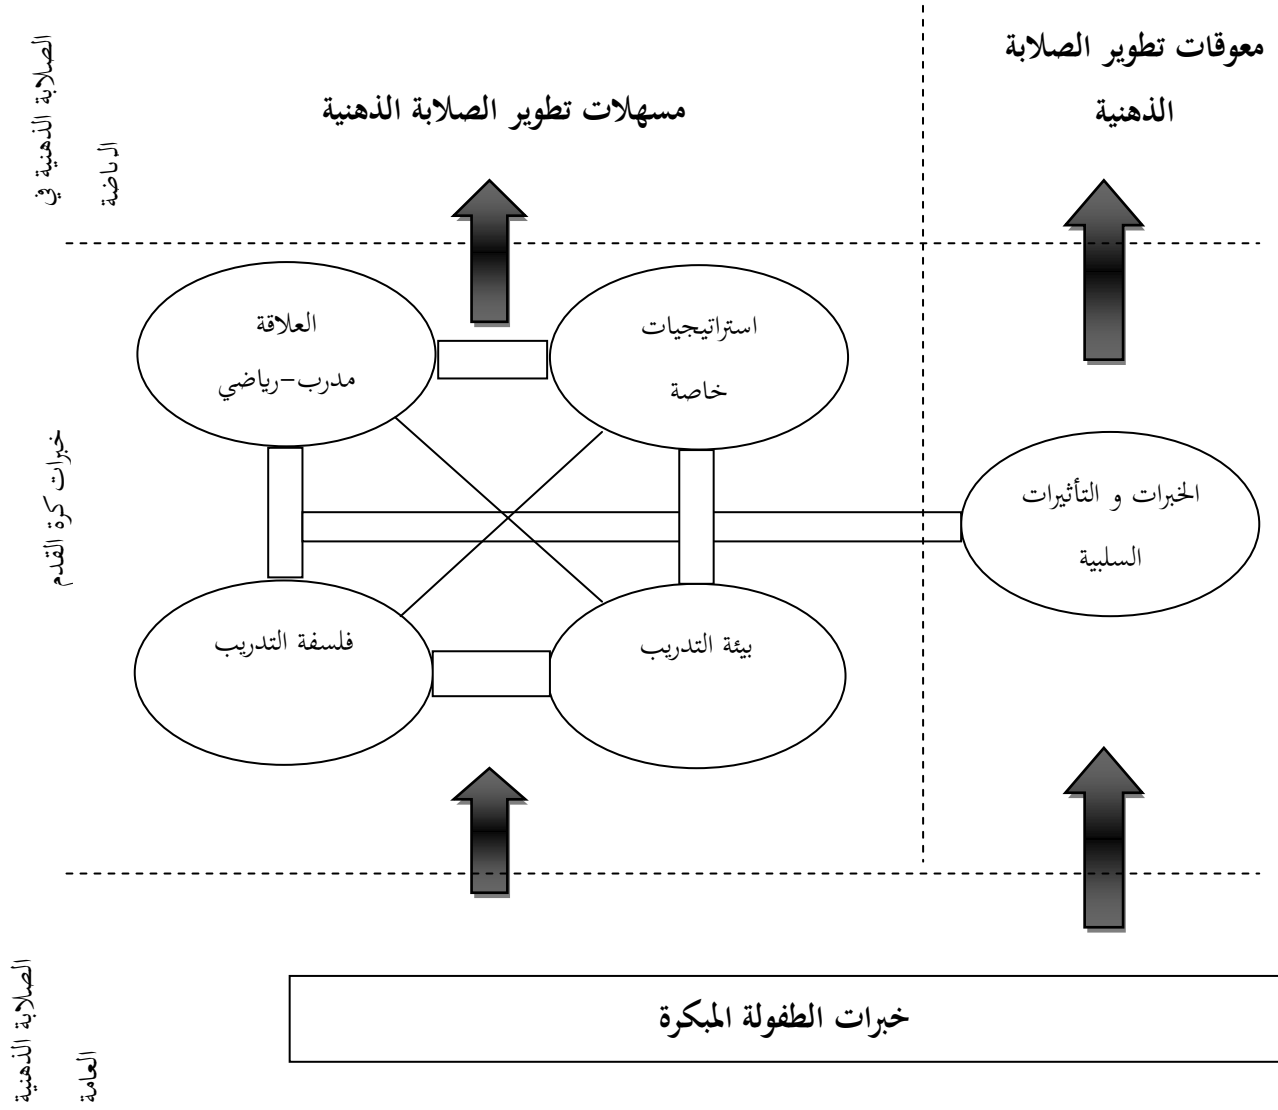 معوقات تطوير الصلابة
الذهنية
مسهلات تطوير الصلابة الذهنية
الصلابة الذهنية في
الرياضة
العلاقة
مدرب-رياضي
استراتيجيات
خاصة
خبرات كرة القدم
الخبرات و التأثيرات
السلبية
فلسفة التدريب
بيئة التدريب
خبرات الطفولة المبكرة
الصلابة الذهنية
العامة